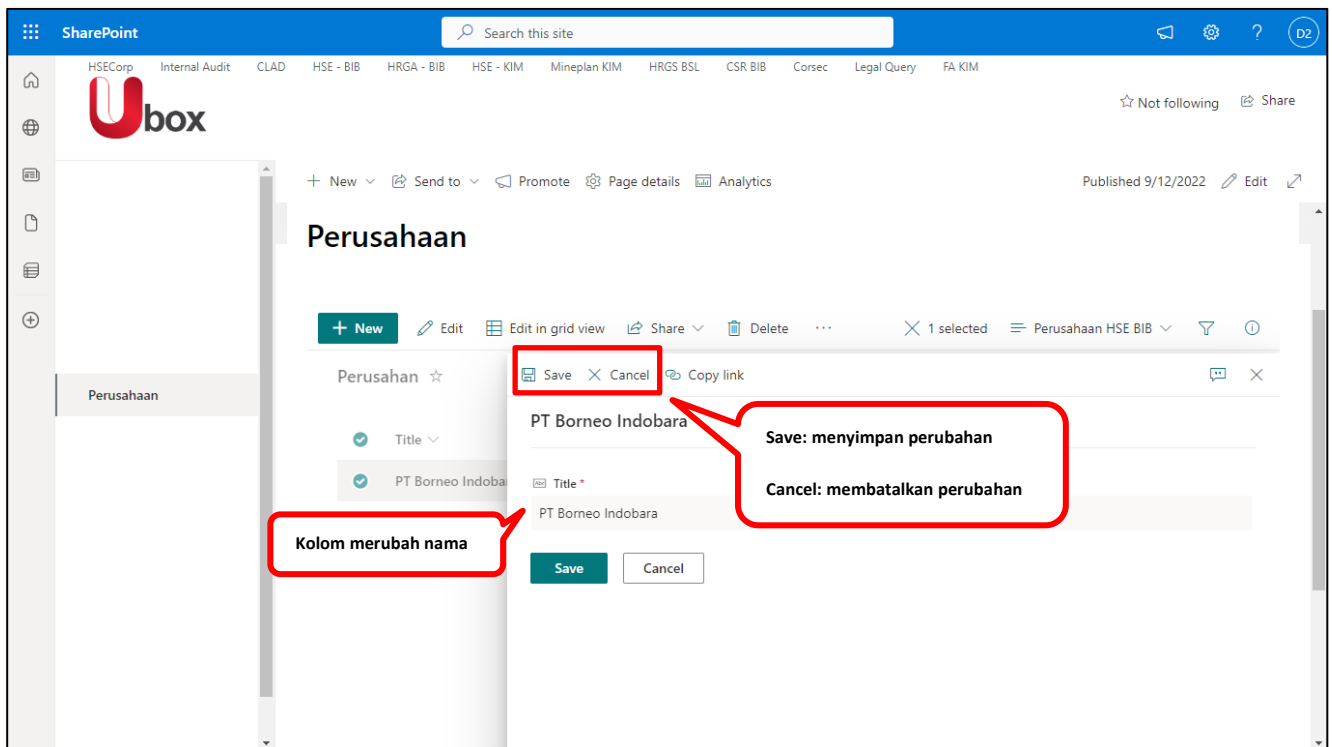 SharePoint
Search this site
?
D2
HSECorp Internal Audit CLAD HSE - BIB HRGA - BIB HSE - KIM Mineplan KIM HRGS BSL CSR BIB Corsec Legal Query FA KIM
Ubox
Not following Share
+ New Send to Promote Page details Analytics
Published 9/12/2022 Edit
Perusahaan
+ New Edit Edit in grid view Share Delete ... 1 selected Perusahaan HSE BIB
Perusahan
Save Cancel Copy link
Perusahaan
PT Borneo Indobara
Save: menyimpan perubahan
Cancel: membatalkan perubahan
Title
PT Borneo Indoba
Abc Title *
PT Borneo Indobara
Kolom merubah nama
Save Cancel